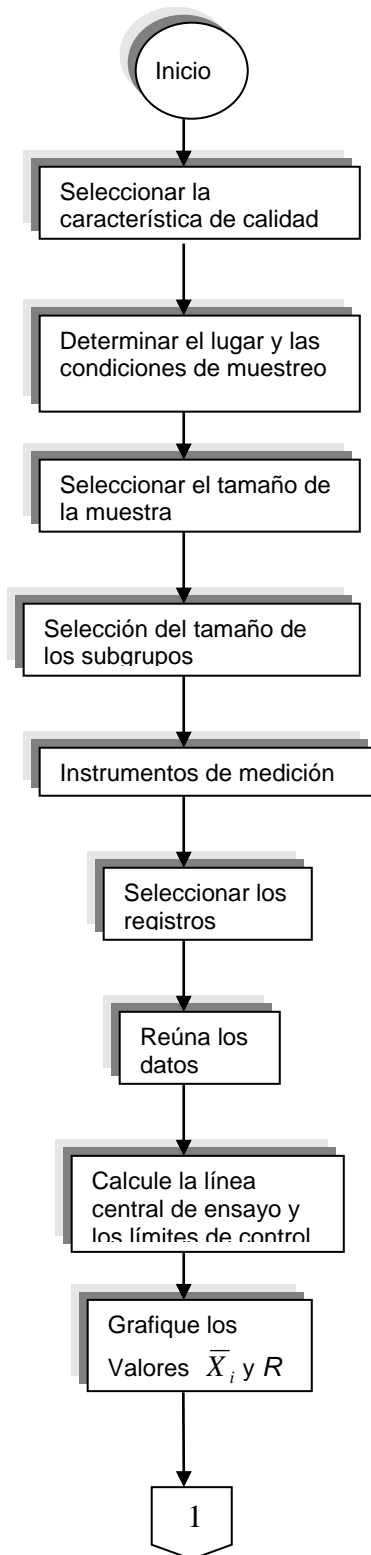 Inicio
Seleccionar la
característica de calidad
Determinar el lugar y las
condiciones de muestreo
Seleccionar el tamaño de
la muestra
Selección del tamaño de
los subgrupos
Instrumentos de medición
Seleccionar los
registros
Reúna los
datos
Calcule la línea
central de ensayo y
los límites de control
Grafique los
Valores X̅ᵢ y R
1